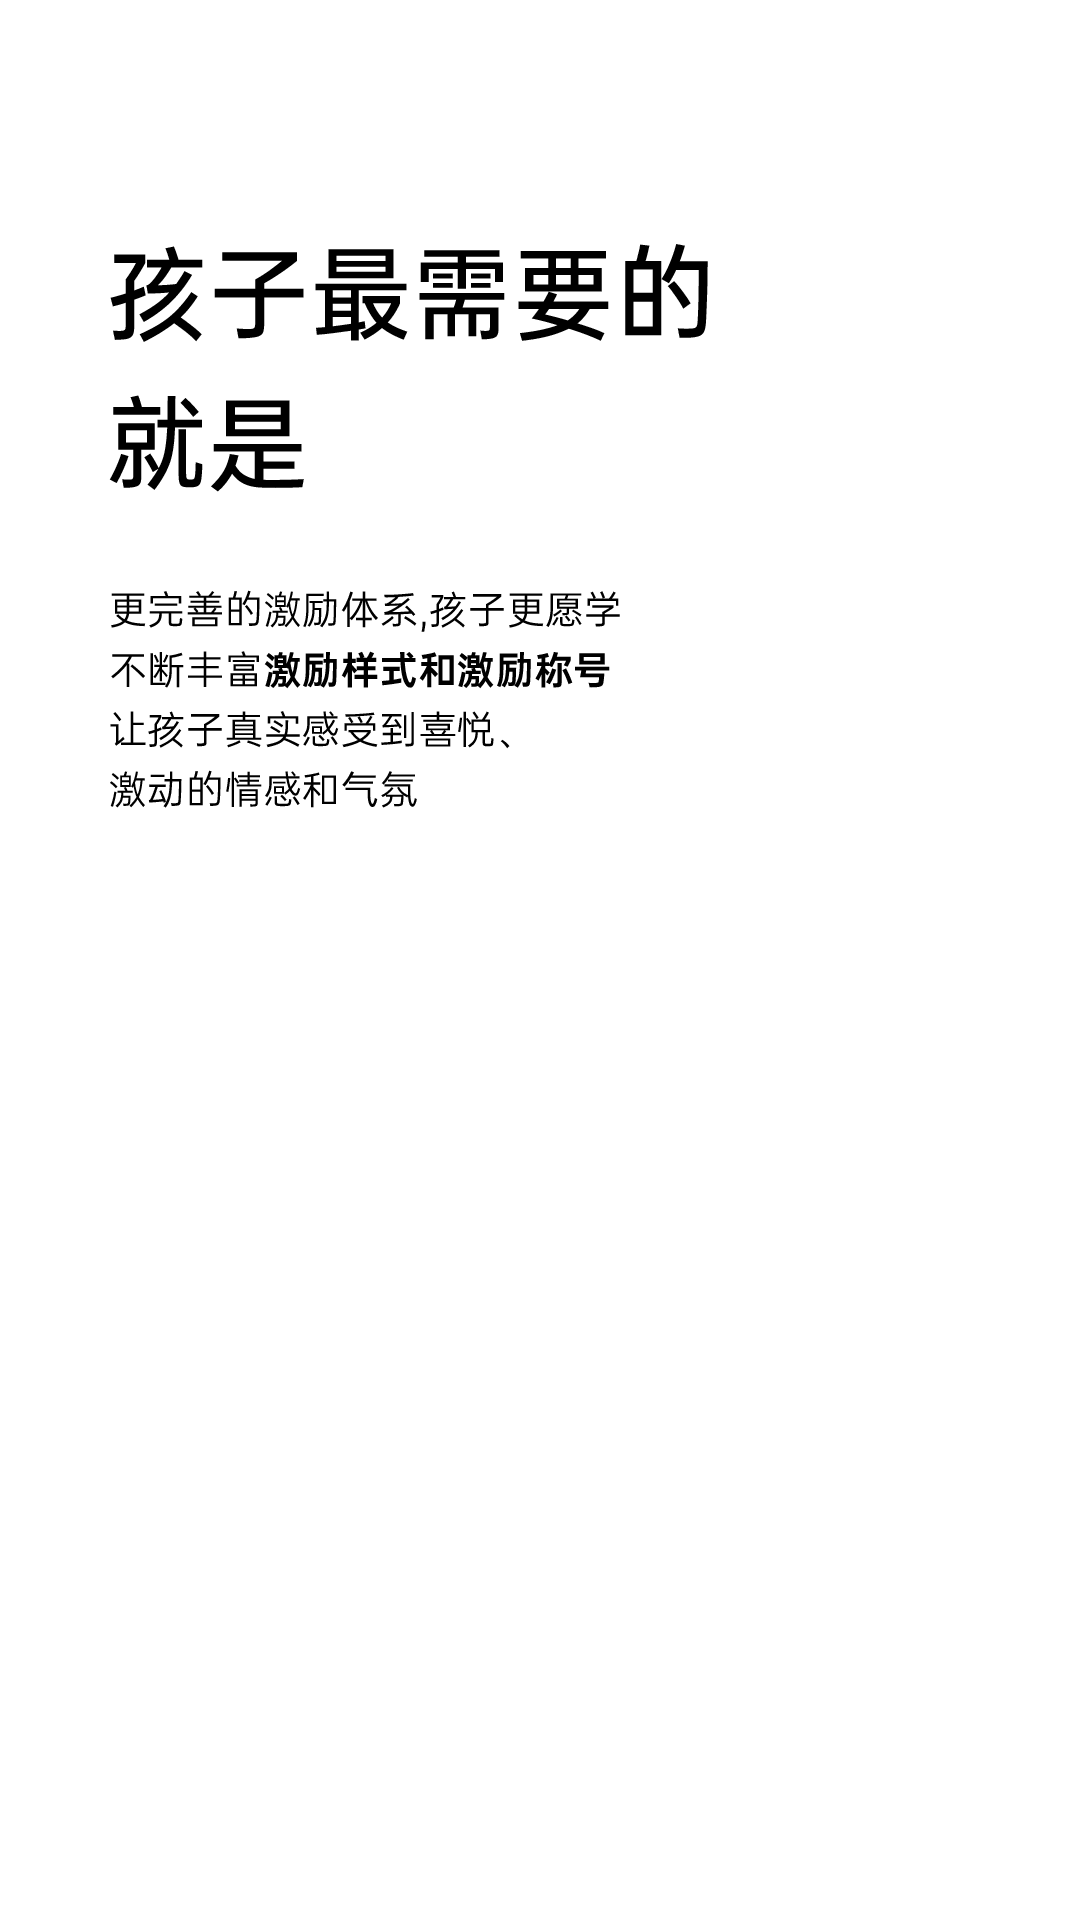 孩子最需要的
就是
更完善的激励体系,孩子更愿学
不断丰富激励样式和激励称号
让孩子真实感受到喜悦、
激动的情感和气氛